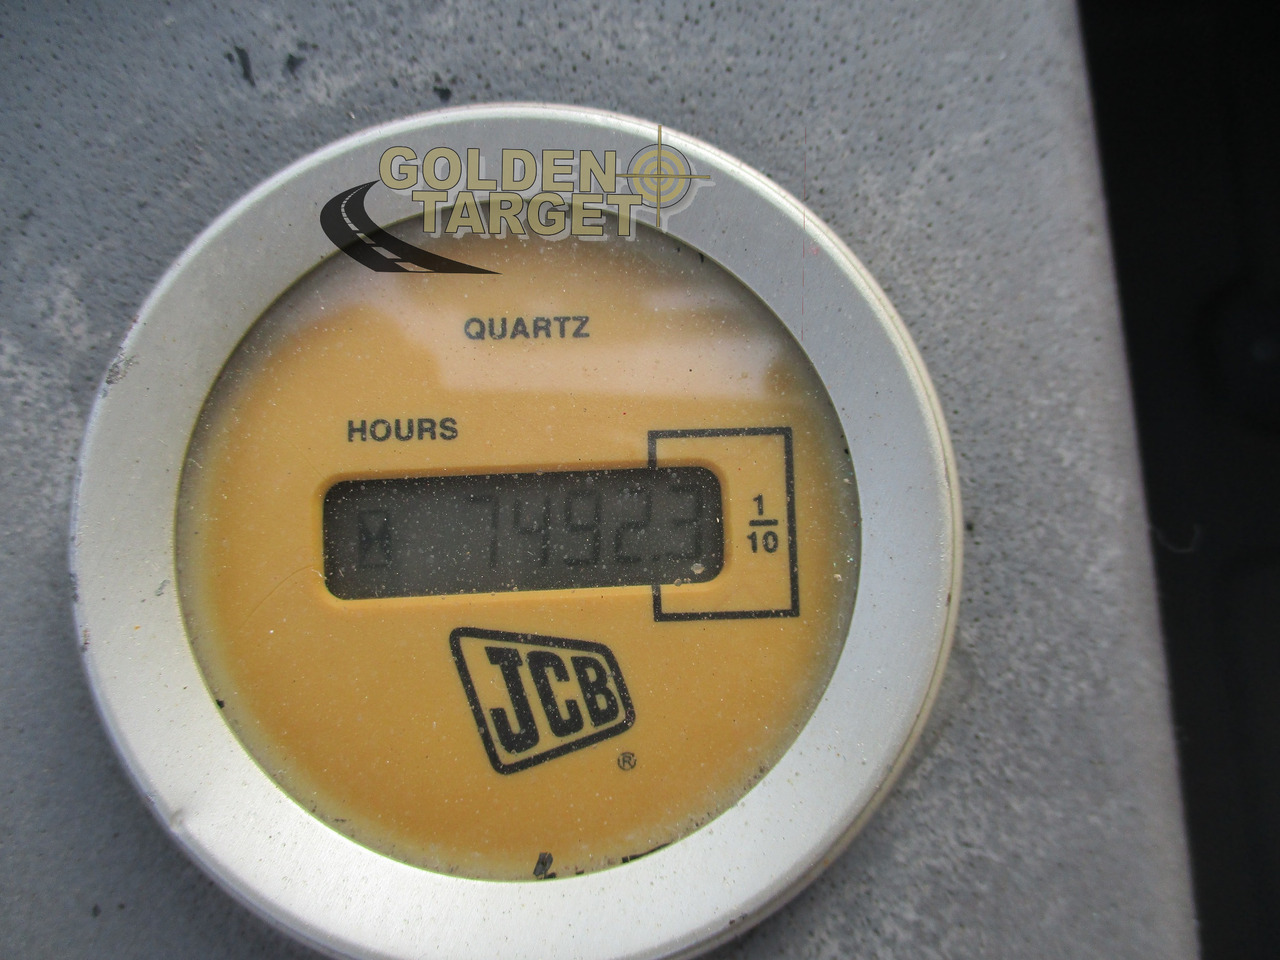 GOLDEN
TARGET
QUARTZ
HOURS
7492.3
1
10
JCB
®